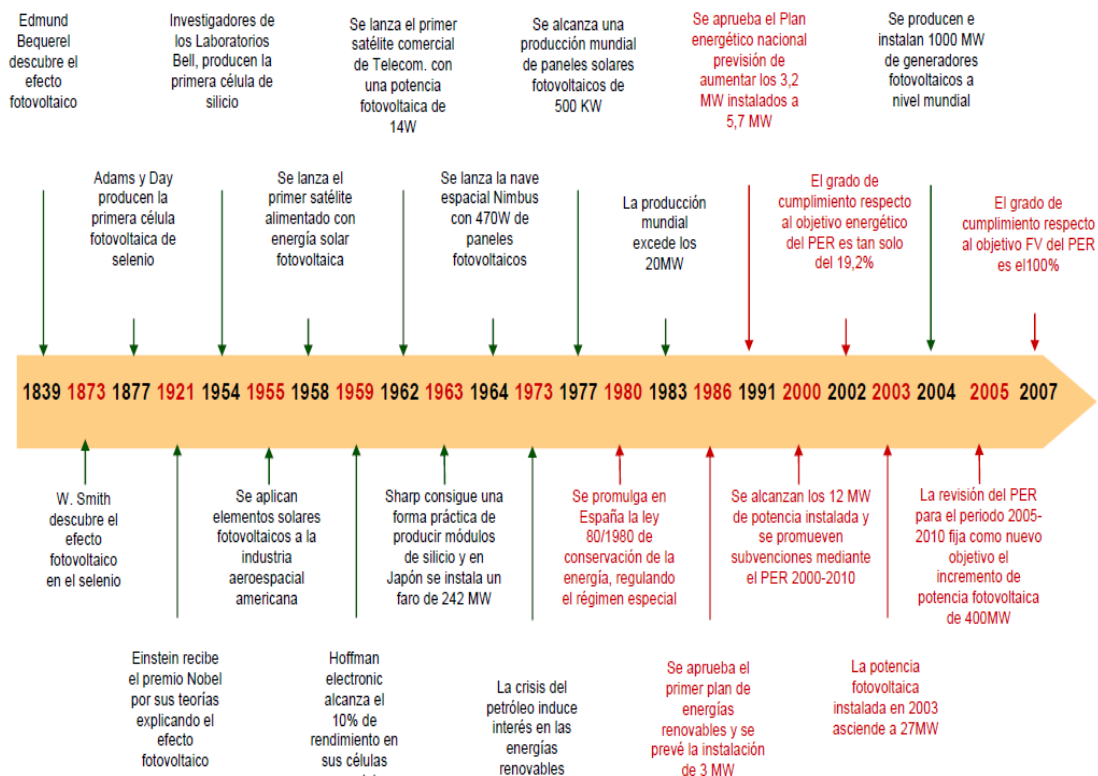 Edmund
Bequerel
descubre el
efecto
fotovoltaico
Investigadores de
los Laboratorios
Bell, producen la
primera célula de
silicio
Se lanza el primer
satélite comercial
de Telecom. con
una potencia
fotovoltaica de
14W
Se alcanza una
producción mundial
de paneles solares
fotovoltaicos de
500 KW
Se aprueba el Plan
energético nacional
previsión de
aumentar los 3,2
MW instalados a
5,7 MW
Se producen e
instalan 1000 MW
de generadores
fotovoltaicos a
nivel mundial
Adams y Day
producen la
primera célula
fotovoltaica de
selenio
Se lanza el
primer satélite
alimentado con
energía solar
fotovoltaica
Se lanza la nave
espacial Nimbus
con 470W de
paneles
fotovoltaicos
La producción
mundial
excede los
20MW
El grado de
cumplimiento respecto
al objetivo energético
del PER es tan solo
del 19,2%
El grado de
cumplimiento respecto
al objetivo FV del PER
es el100%
1839 1873 1877 1921 1954 1955 1958 1959 1962 1963 1964 1973 1977 1980 1983 1986 1991 2000 2002 2003 2004 2005 2007
W. Smith
descubre el
efecto
fotovoltaico
en el selenio
Se aplican
elementos solares
fotovoltaicos a la
industria
aeroespacial
americana
Sharp consigue una
forma práctica de
producir módulos
de silicio y en
Japón se instala un
faro de 242 MW
Se promulga en
España la ley
80/1980 de
conservación de la
energía, regulando
el régimen especial
Se alcanzan los 12 MW
de potencia instalada y
se promueven
subvenciones mediante
el PER 2000-2010
La revisión del PER
para el periodo 2005-
2010 fija como nuevo
objetivo el
incremento de
potencia fotovoltaica
de 400MW
Einstein recibe
el premio Nobel
por sus teorías
explicando el
efecto
fotovoltaico
Hoffman
electronic
alcanza el
10% de
rendimiento en
sus células
La crisis del
petróleo induce
interés en las
energías
renovables
Se aprueba el
primer plan de
energías
renovables y se
prevé la instalación
de 3 MW
La potencia
fotovoltaica
instalada en 2003
asciende a 27MW